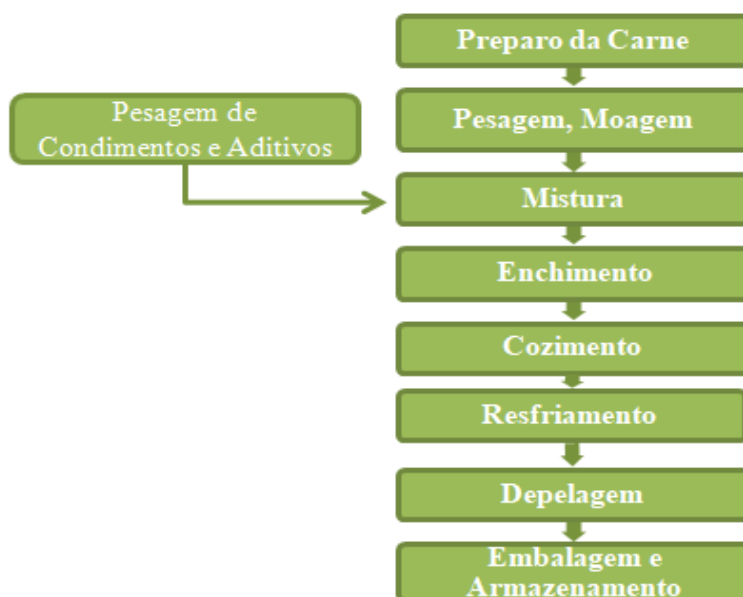 Preparo da Carne
Pesagem de
Condimentos e Aditivos
Pesagem, Moagem
Mistura
Enchimento
Cozimento
Resfriamento
Depelagem
Embalagem e
Armazenamento